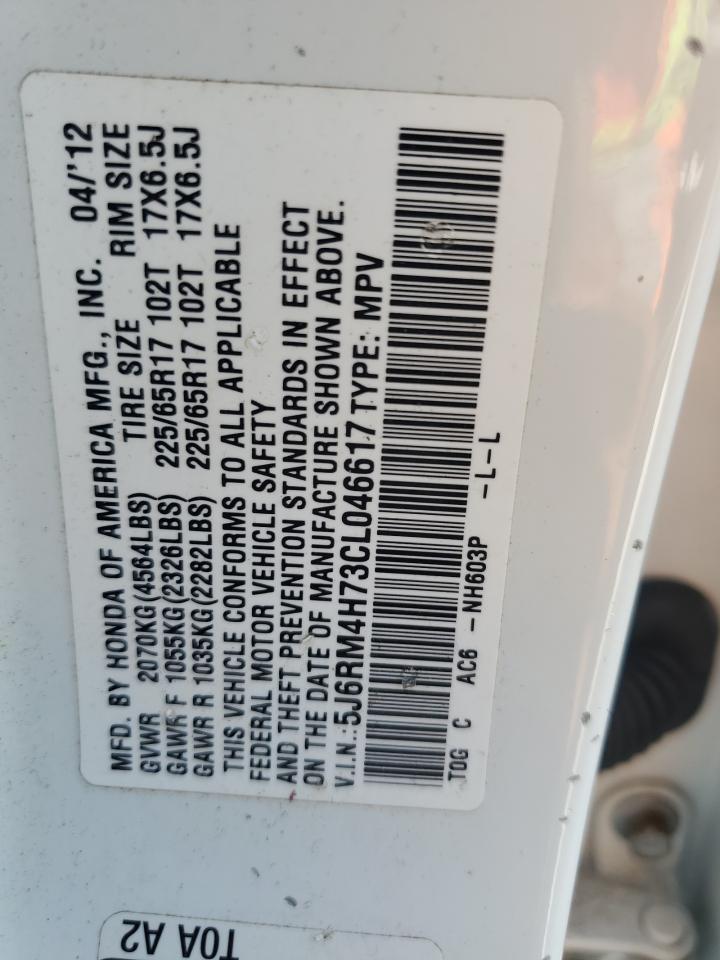 MFD. BY HONDA OF AMERICA MFG., INC. 04/'12
GVWR 2070KG(4564LBS) TIRE SIZE RIM SIZE
GAWR F 1055KG(2326LBS) 225/65R17 102T 17X6.5J
GAWR R 1035KG(2282LBS) 225/65R17 102T 17X6.5J
THIS VEHICLE CONFORMS TO ALL APPLICABLE
FEDERAL MOTOR VEHICLE SAFETY
AND THEFT PREVENTION STANDARDS IN EFFECT
ON THE DATE OF MANUFACTURE SHOWN ABOVE.
V.I.N.:5J6RM4H73CL046617 TYPE: MPV
TOG C AC6 -NH603P -L-L
T0A A2